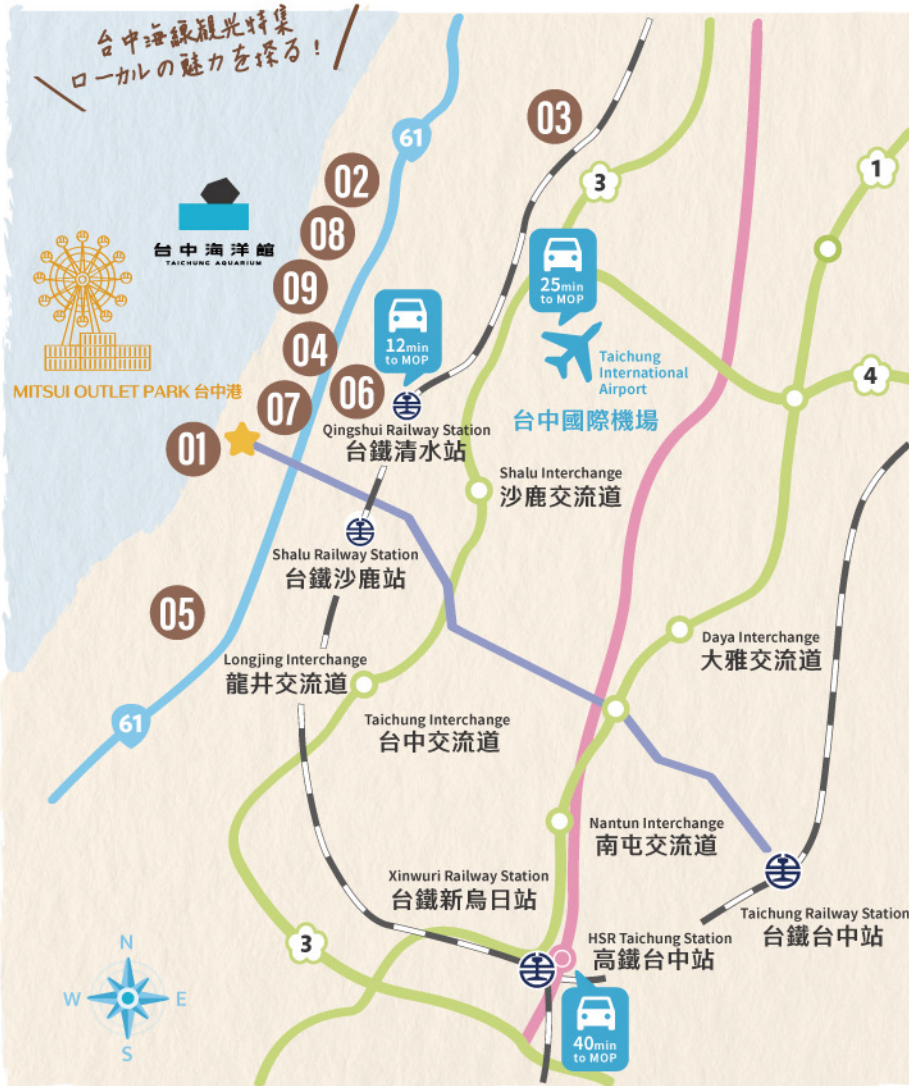 台中海線観光特集
ローカルの魅力を探る!
61
03
02
3
1
台中海洋館
TAICHUNG AQUARIUM
08
25min
to MOP
09
12min
to MOP
04
Taichung
International
Airport
4
MITSUI OUTLET PARK 台中港
06
07
台中國際機場
01
Qingshui Railway Station
台鐵清水站
Shalu Interchange
沙鹿交流道
Shalu Railway Station
台鐵沙鹿站
05
Daya Interchange
大雅交流道
Longjing Interchange
龍井交流道
61
Taichung Interchange
台中交流道
Nantun Interchange
南屯交流道
Xinwuri Railway Station
台鐵新烏日站
Taichung Railway Station
台鐵台中站
3
HSR Taichung Station
高鐵台中站
N
W
E
S
40min
to MOP